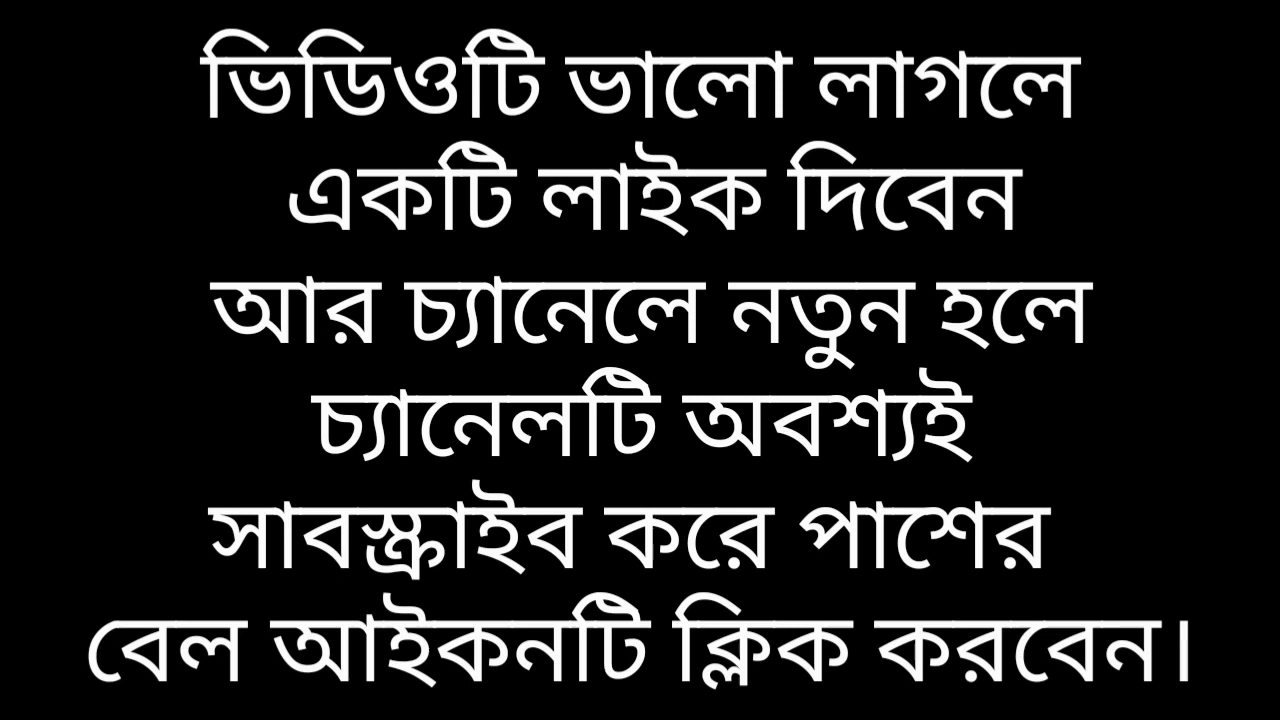 ভিডিওটি ভালো লাগলে
একটি লাইক দিবেন
আর চ্যানেলে নতুন হলে
চ্যানেলটি অবশ্যই
সাবস্ক্রাইব করে পাশের
বেল আইকনটি ক্লিক করবেন।